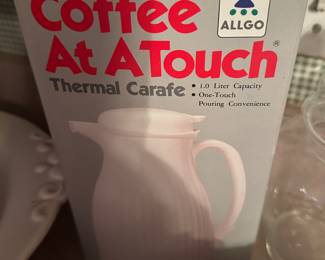 Coffee
ALLGO
At A Touch®
Thermal Carafe
• 1.0 Liter Capacity
• One-Touch
Pouring Convenience